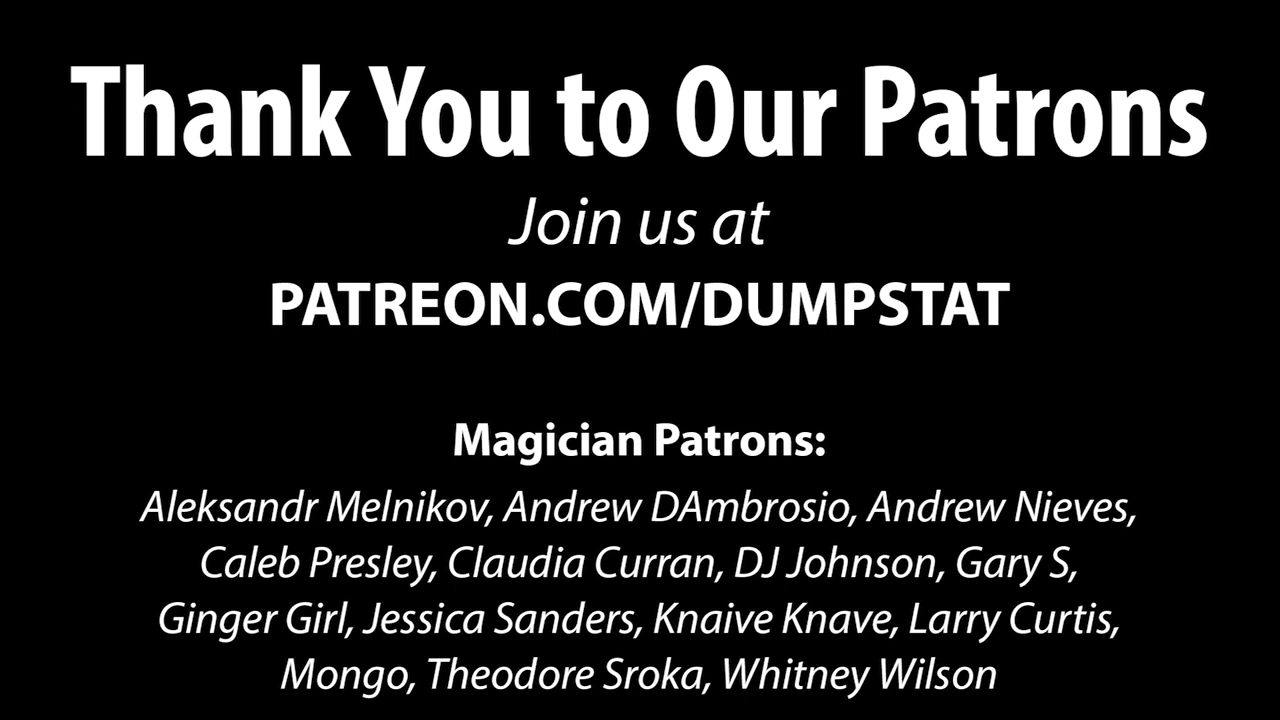 Thank You to Our Patrons
Join us at
PATREON.COM/DUMPSTAT
Magician Patrons:
Aleksandr Melnikov, Andrew DAmbrosio, Andrew Nieves,
Caleb Presley, Claudia Curran, DJ Johnson, Gary S,
Ginger Girl, Jessica Sanders, Knaive Knave, Larry Curtis,
Mongo, Theodore Sroka, Whitney Wilson